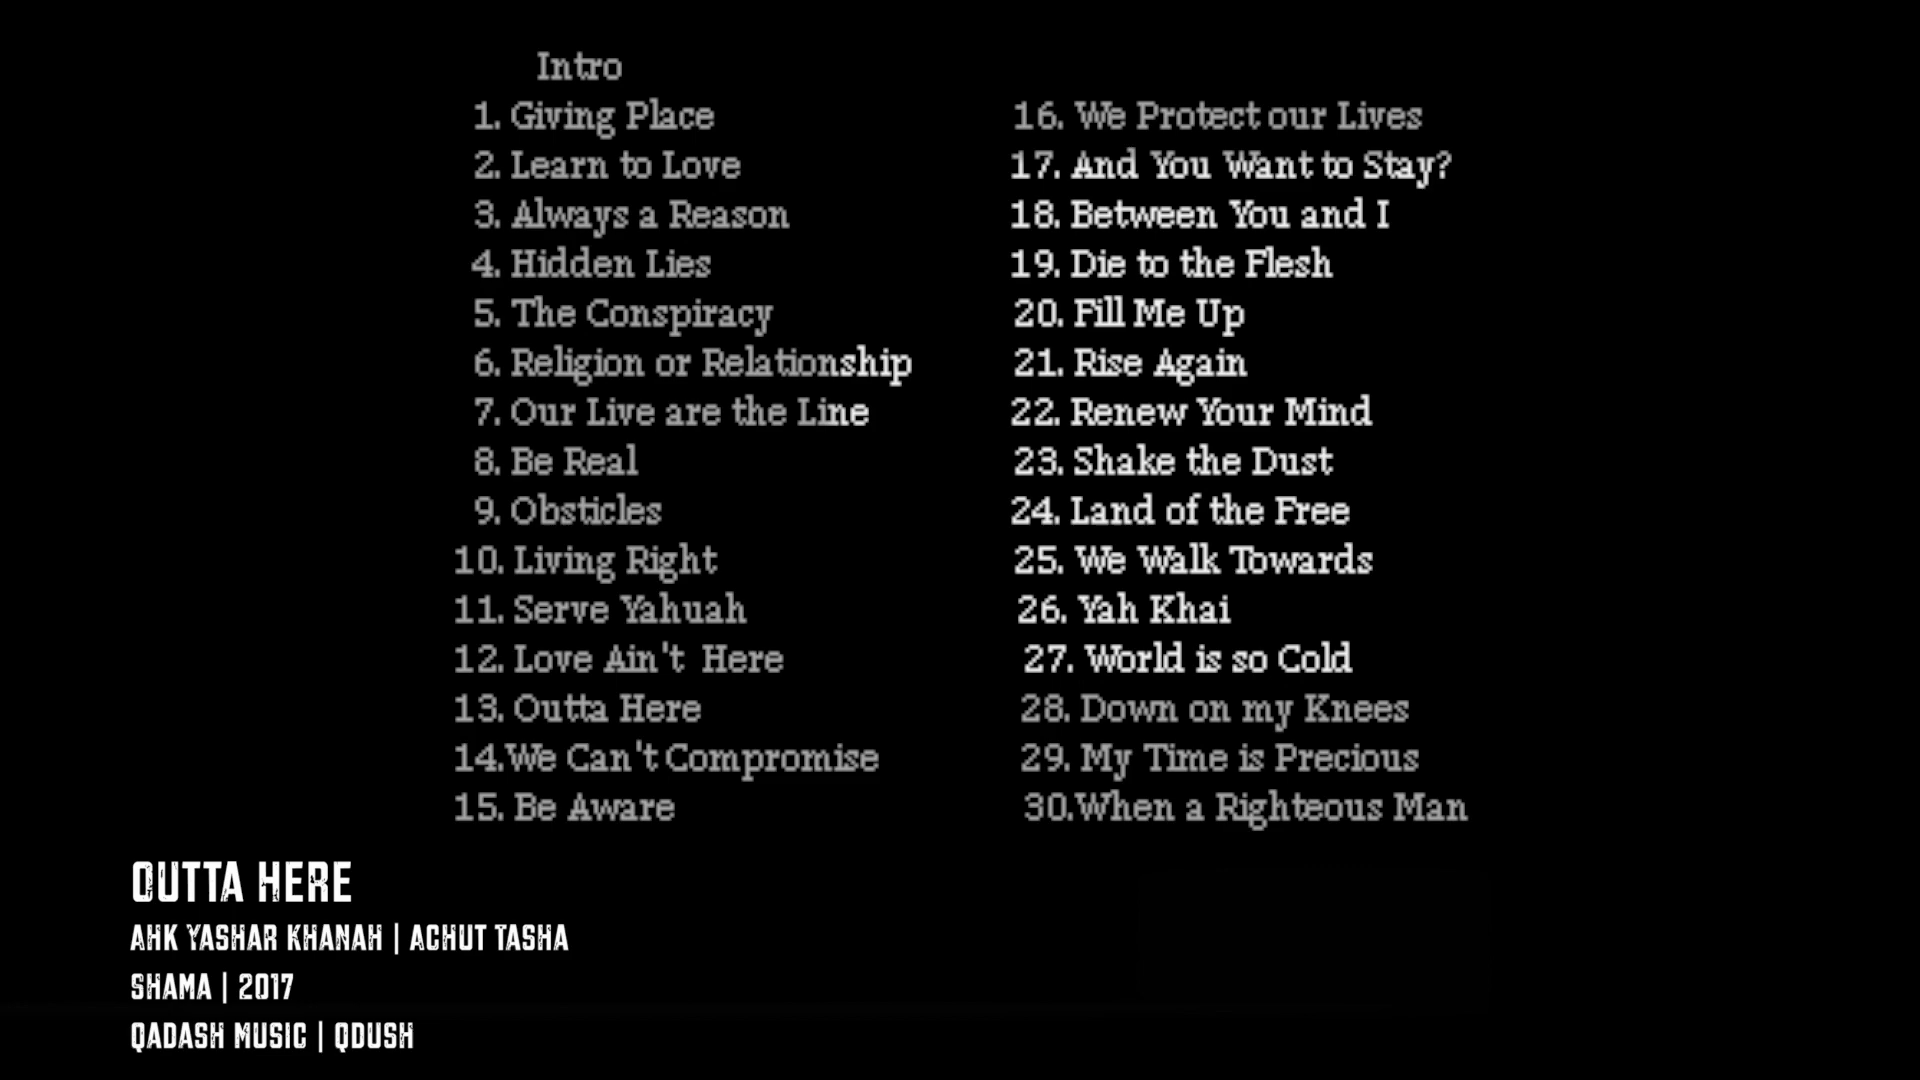 Intro
1. Giving Place
2. Learn to Love
3. Always a Reason
4. Hidden Lies
5. The Conspiracy
6. Religion or Relationship
7. Our Live are the Line
8. Be Real
9. Obsticles
10. Living Right
11. Serve Yahuah
12. Love Ain't Here
13. Outta Here
14.We Can't Compromise
15. Be Aware
16. We Protect our Lives
17. And You Want to Stay?
18. Between You and I
19. Die to the Flesh
20. Fill Me Up
21. Rise Again
22. Renew Your Mind
23. Shake the Dust
24. Land of the Free
25. We Walk Towards
26. Yah Khai
27. World is so Cold
28. Down on my Knees
29. My Time is Precious
30.When a Righteous Man
OUTTA HERE
AHK YASHAR KHANAH | ACHUT TASHA
SHAMA | 2017
QADASH MUSIC | QDUSH